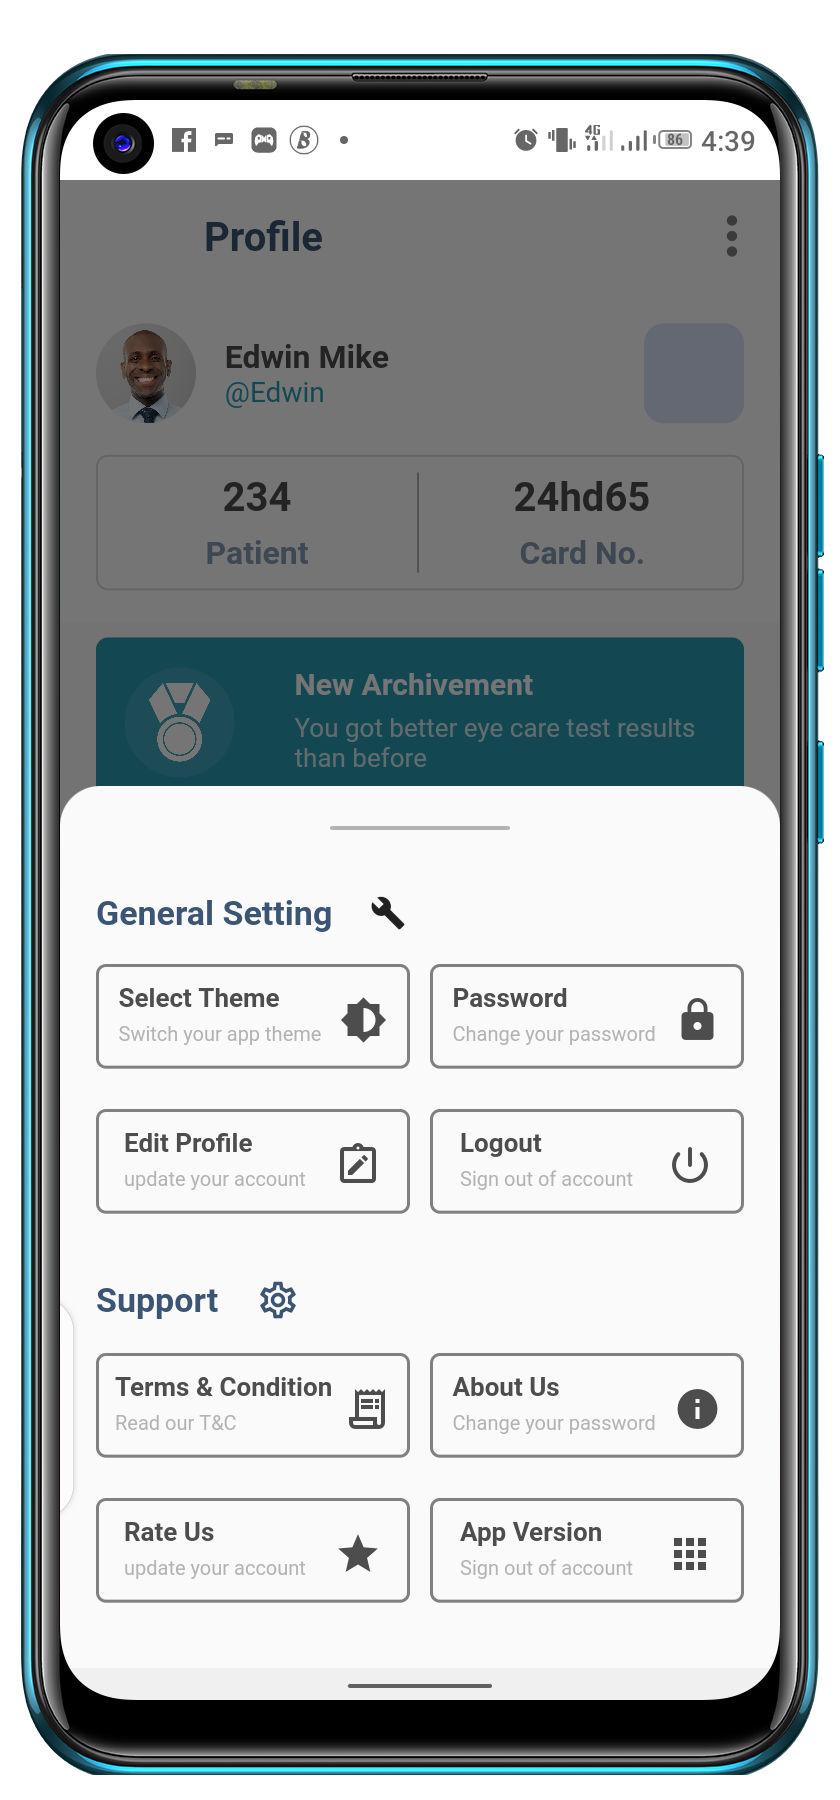 4G 86 4:39
Profile
Edwin Mike
@Edwin
234 24hd65
Patient Card No.
New Archivement
You got better eye care test results
than before
General Setting
Select Theme Password
Switch your app theme Change your password
Edit Profile Logout
update your account Sign out of account
Support
Terms & Condition About Us
Read our T&C Change your password
Rate Us App Version
update your account Sign out of account